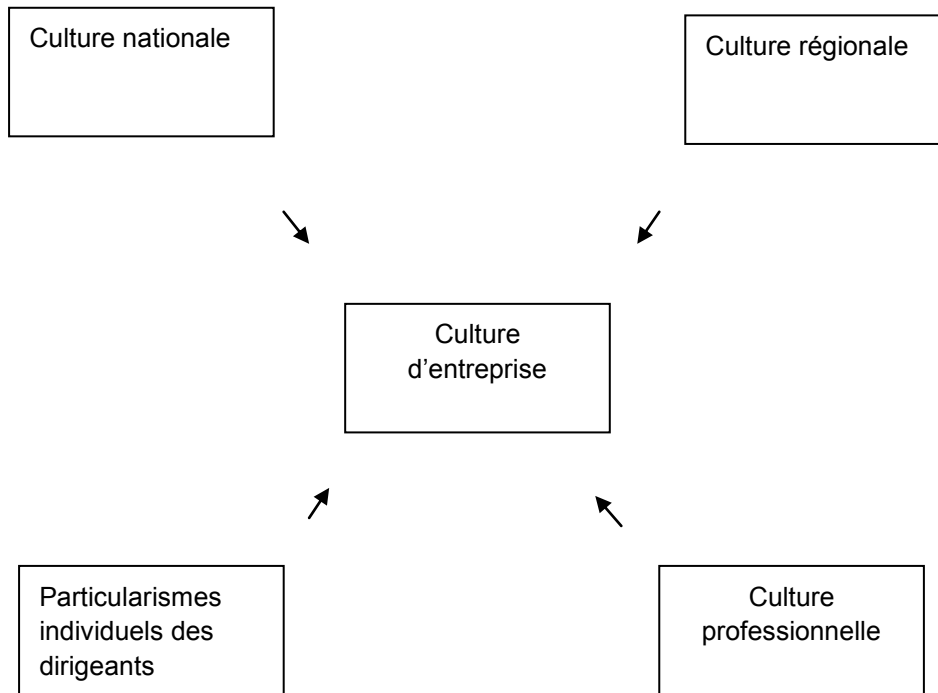 Culture nationale
Culture régionale
Culture
d’entreprise
Particularismes
individuels des
dirigeants
Culture
professionnelle